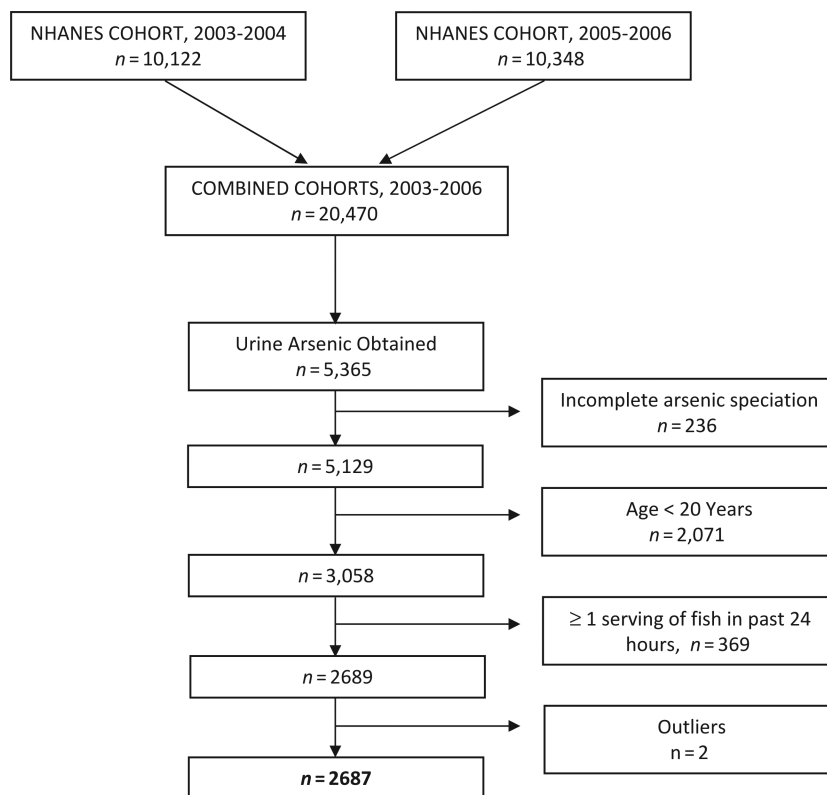 NHANES COHORT, 2003-2004
n = 10,122
NHANES COHORT, 2005-2006
n = 10,348
COMBINED COHORTS, 2003-2006
n = 20,470
Urine Arsenic Obtained
n = 5,365
Incomplete arsenic speciation
n = 236
n = 5,129
Age < 20 Years
n = 2,071
n = 3,058
≥ 1 serving of fish in past 24
hours, n = 369
n = 2689
Outliers
n = 2
n = 2687